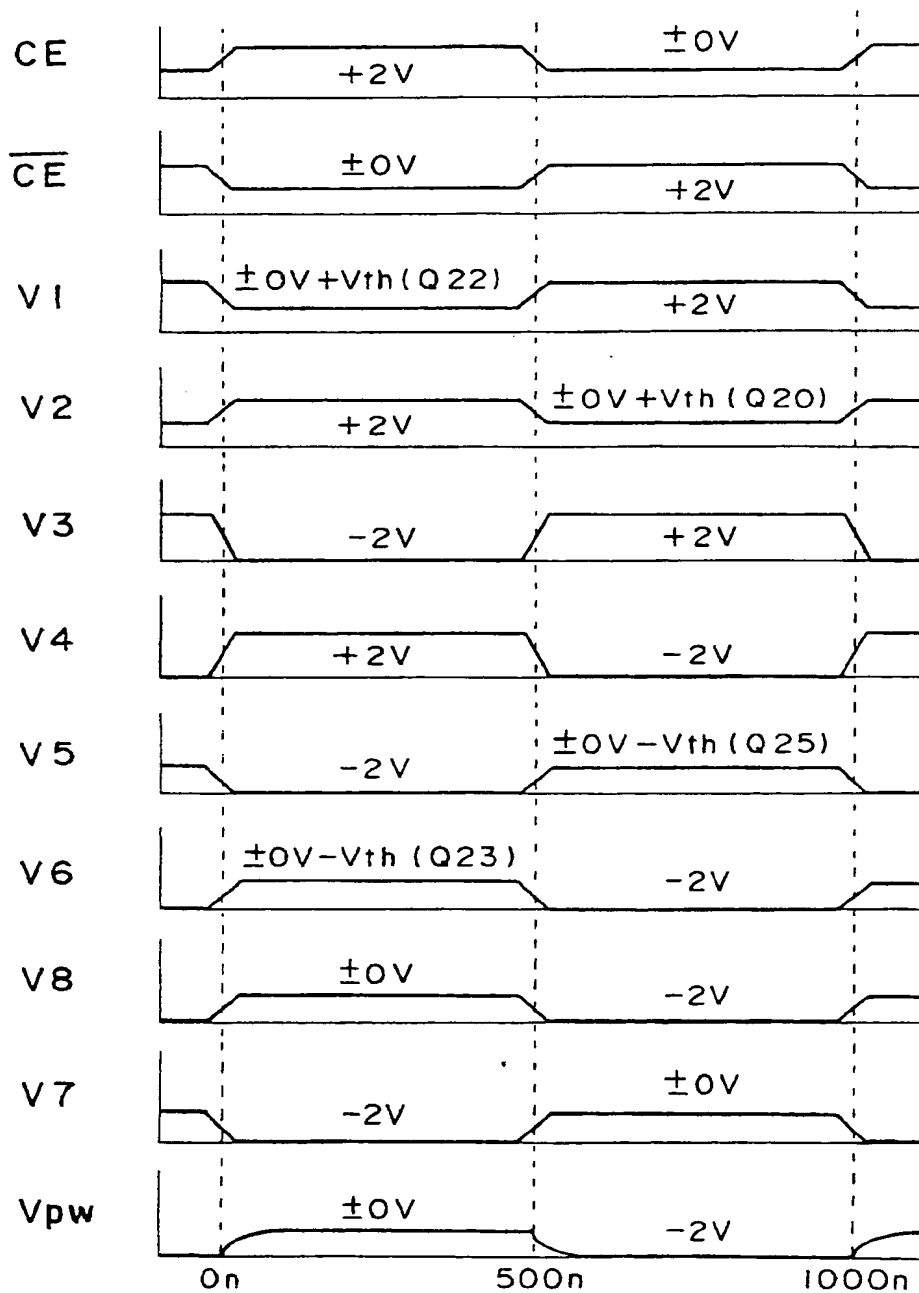 CE
±0V
+2V
C̅E̅
±0V
+2V
V1
±0V+Vth(Q22)
+2V
V2
±0V+Vth(Q20)
+2V
V3
-2V
+2V
V4
+2V
-2V
V5
-2V
±0V-Vth(Q25)
V6
±0V-Vth(Q23)
-2V
V8
±0V
-2V
V7
-2V
±0V
Vpw
±0V
-2V
0n 500n 1000n